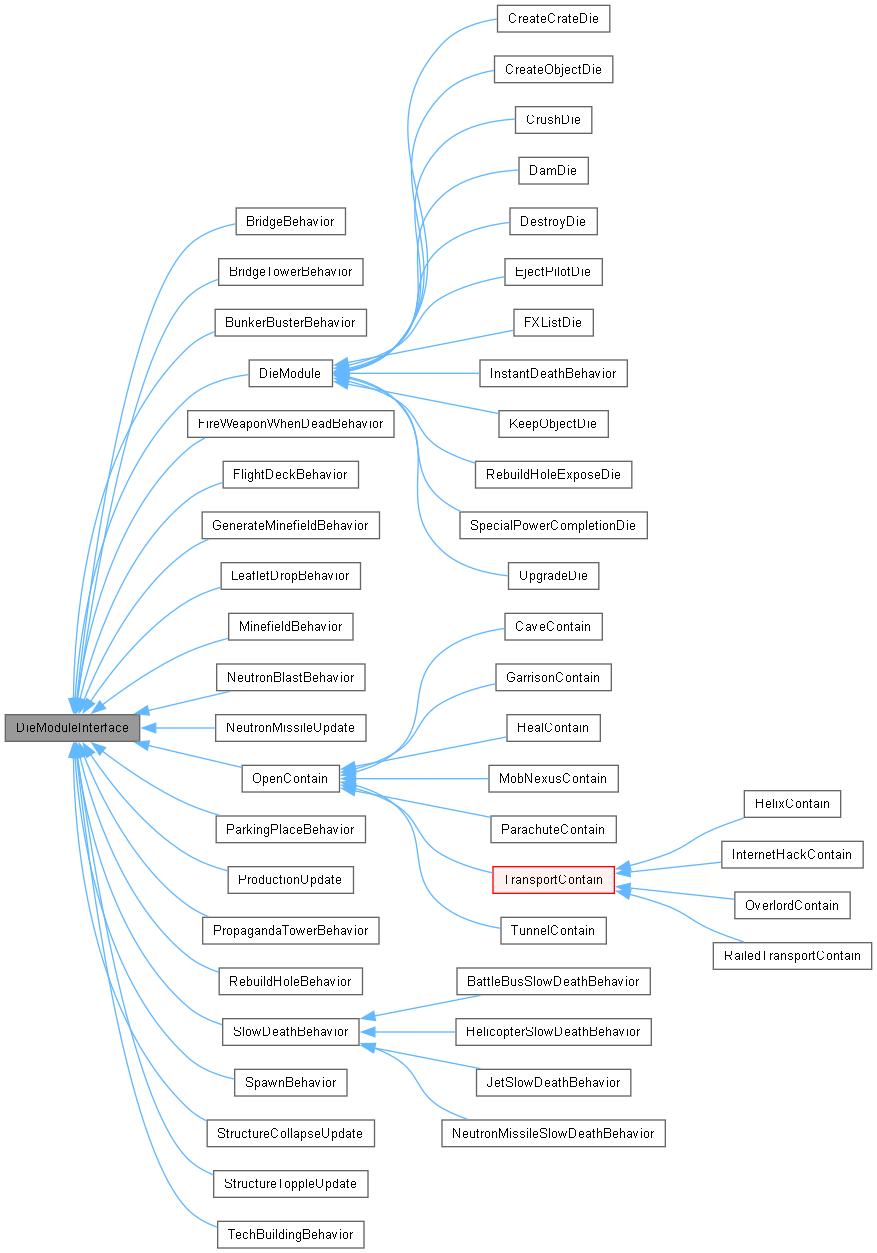 CreateCrateDie
CreateObjectDie
CrushDie
DamDie
DestroyDie
EjectPilotDie
FXListDie
InstantDeathBehavior
KeepObjectDie
RebuildHoleExposeDie
SpecialPowerCompletionDie
UpgradeDie
BridgeBehavior
BridgeTowerBehavior
BunkerBusterBehavior
DieModule
FireWeaponWhenDeadBehavior
FlightDeckBehavior
GenerateMinefieldBehavior
LeafletDropBehavior
MinefieldBehavior
NeutronBlastBehavior
NeutronMissileUpdate
OpenContain
ParkingPlaceBehavior
ProductionUpdate
PropagandaTowerBehavior
RebuildHoleBehavior
SlowDeathBehavior
SpawnBehavior
StructureCollapseUpdate
StructureToppleUpdate
TechBuildingBehavior
DieModuleInterface
CaveContain
GarrisonContain
HealContain
MobNexusContain
ParachuteContain
TransportContain
TunnelContain
HelixContain
InternetHackContain
OverlordContain
RailedTransportContain
BattleBusSlowDeathBehavior
HelicopterSlowDeathBehavior
JetSlowDeathBehavior
NeutronMissileSlowDeathBehavior